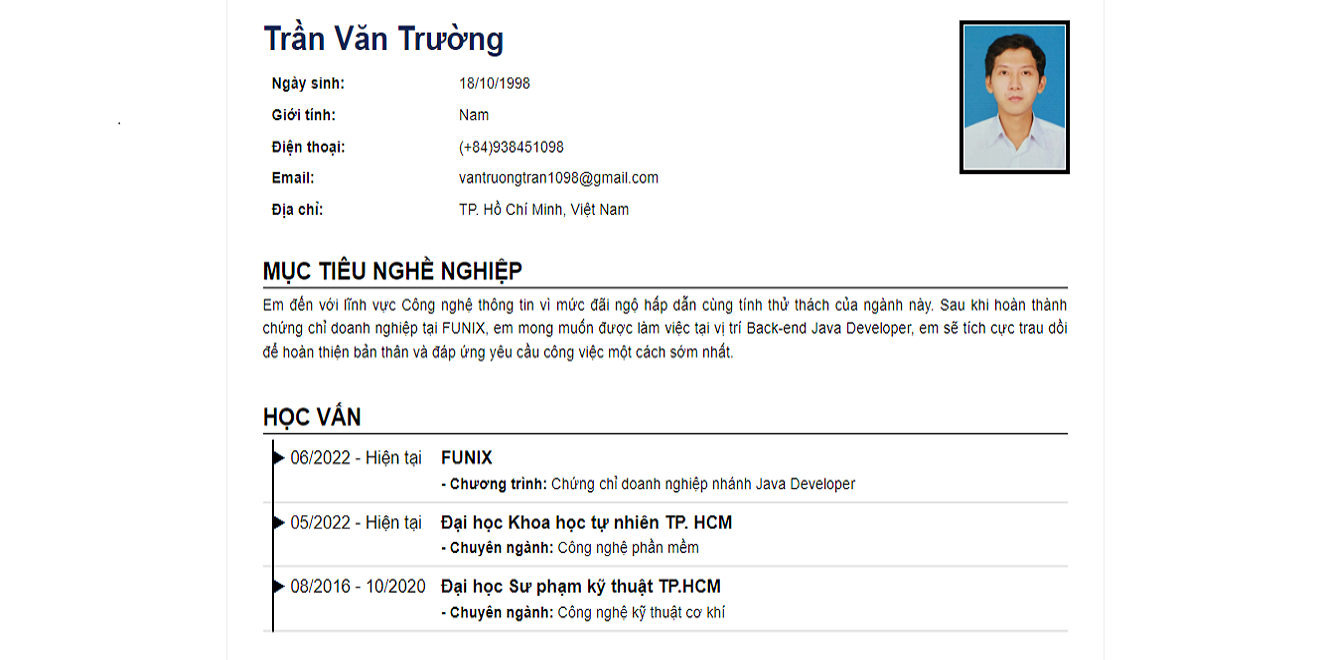 Trần Văn Trường
Ngày sinh: 18/10/1998
Giới tính: Nam
Điện thoại: (+84)938451098
Email: vantruongtran1098@gmail.com
Địa chỉ: TP. Hồ Chí Minh, Việt Nam
MỤC TIÊU NGHỀ NGHIỆP
Em đến với lĩnh vực Công nghệ thông tin vì mức đãi ngộ hấp dẫn cùng tính thử thách của ngành này. Sau khi hoàn thành
chứng chỉ doanh nghiệp tại FUNIX, em mong muốn được làm việc tại vị trí Back-end Java Developer, em sẽ tích cực trau dồi
để hoàn thiện bản thân và đáp ứng yêu cầu công việc một cách sớm nhất.
HỌC VẤN
06/2022 - Hiện tại FUNIX
- Chương trình: Chứng chỉ doanh nghiệp nhánh Java Developer
05/2022 - Hiện tại Đại học Khoa học tự nhiên TP. HCM
- Chuyên ngành: Công nghệ phần mềm
08/2016 - 10/2020 Đại học Sư phạm kỹ thuật TP.HCM
- Chuyên ngành: Công nghệ kỹ thuật cơ khí